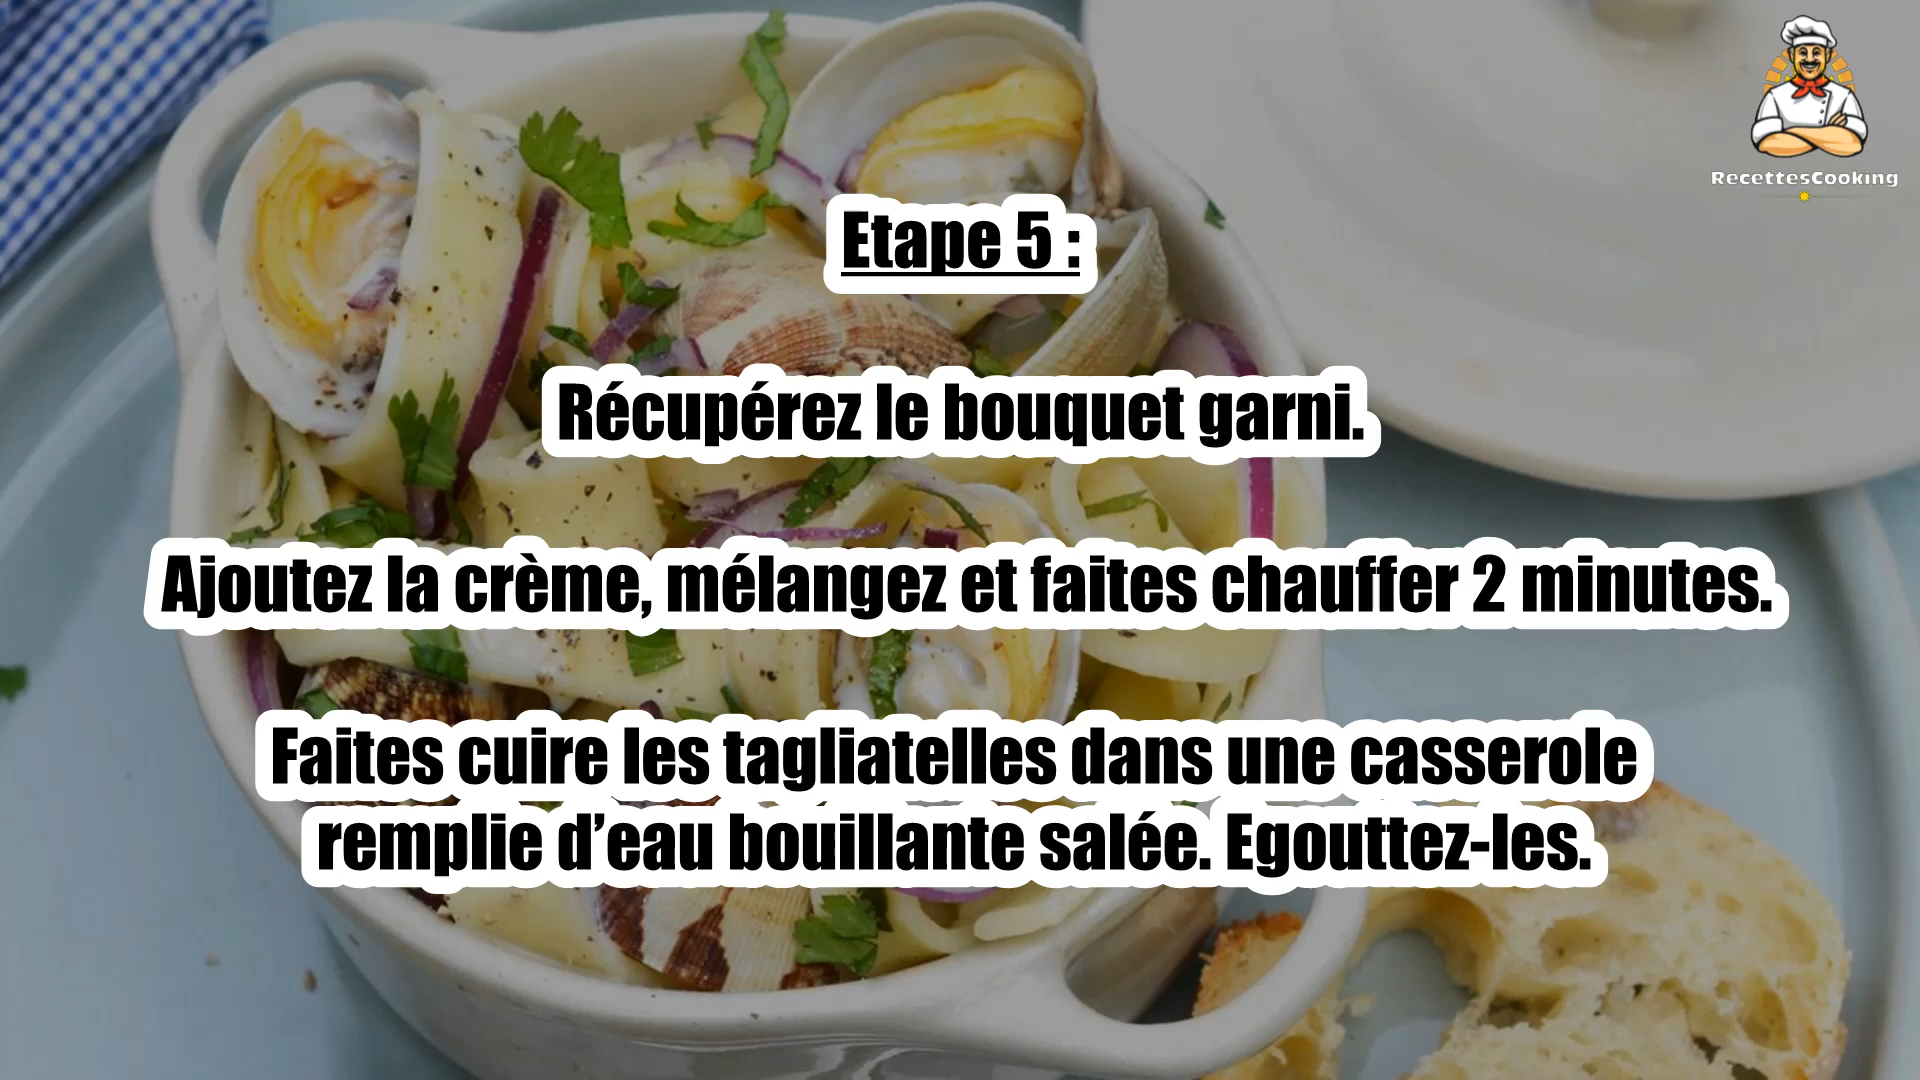 RecettesCooking
Etape 5 :
Récupérez le bouquet garni.
Ajoutez la crème, mélangez et faites chauffer 2 minutes.
Faites cuire les tagliatelles dans une casserole
remplie d’eau bouillante salée. Egouttez-les.